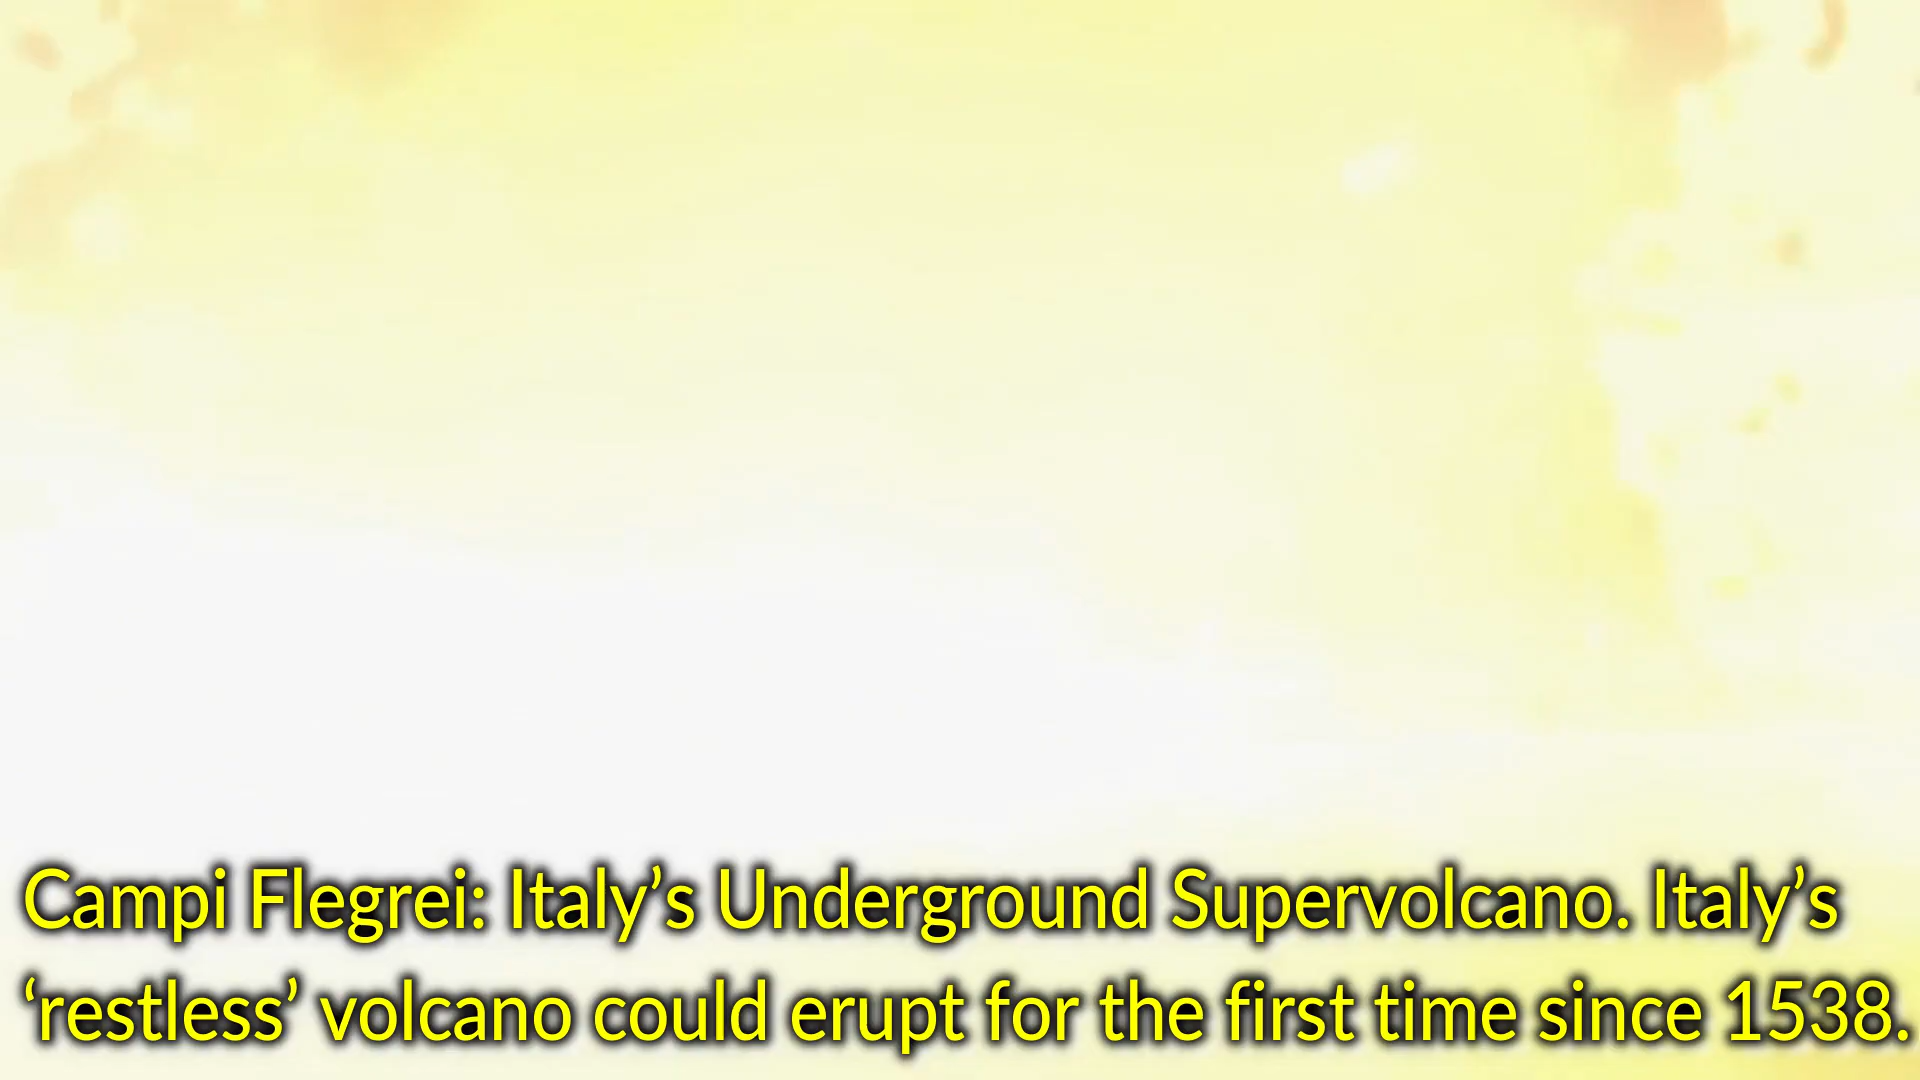 Campi Flegrei: Italy’s Underground Supervolcano. Italy’s
‘restless’ volcano could erupt for the first time since 1538.